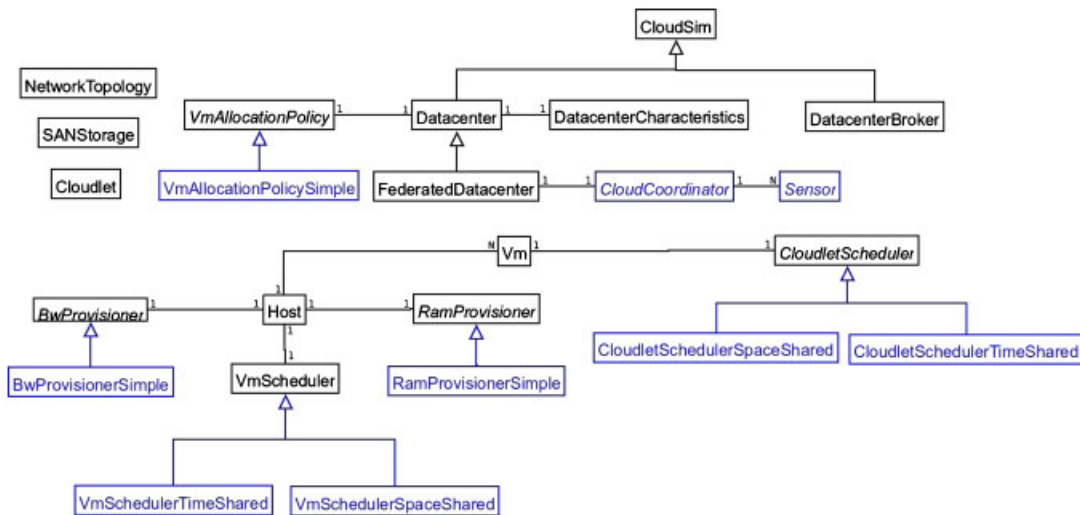 CloudSim
NetworkTopology
VmAllocationPolicy
1
1
Datacenter
1
1
DatacenterCharacteristics
DatacenterBroker
SANStorage
Cloudlet
VmAllocationPolicySimple
FederatedDatacenter
1
1
CloudCoordinator
1
N
Sensor
N
Vm
1
1
CloudletScheduler
1
BwProvisioner
1
1
Host
1
1
RamProvisioner
1
1
CloudletSchedulerSpaceShared
CloudletSchedulerTimeShared
BwProvisionerSimple
VmScheduler
RamProvisionerSimple
VmSchedulerTimeShared
VmSchedulerSpaceShared